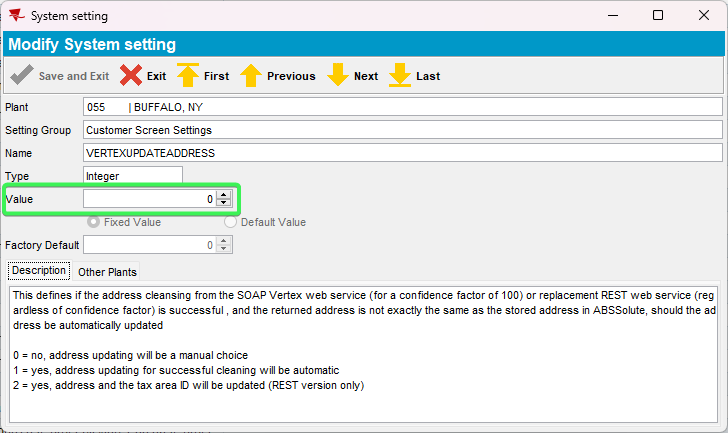 System setting
Modify System setting
Save and Exit Exit First Previous Next Last
Plant 055 | BUFFALO, NY
Setting Group Customer Screen Settings
Name VERTEXUPDATEADDRESS
Type Integer
Value 0
Fixed Value Default Value
Factory Default 0
Description Other Plants
This defines if the address cleansing from the SOAP Vertex web service (for a confidence factor of 100) or replacement REST web service (reg
ardless of confidence factor) is successful , and the returned address is not exactly the same as the stored address in ABSSolute, should the ad
dress be automatically updated
0 = no, address updating will be a manual choice
1 = yes, address updating for successful cleaning will be automatic
2 = yes, address and the tax area ID will be updated (REST version only)